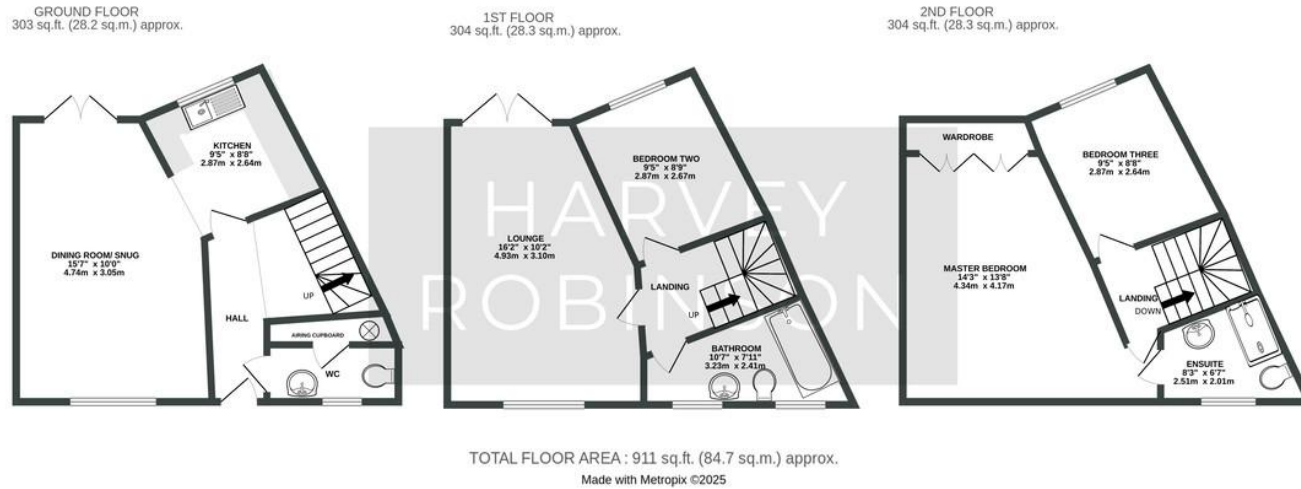 GROUND FLOOR
303 sq.ft. (28.2 sq.m.) approx.
KITCHEN
9'5" x 8'8"
2.87m x 2.64m
DINING ROOM/ SNUG
15'7" x 10'0"
4.74m x 3.05m
UP
HALL
AIRING CUPBOARD
WC
1ST FLOOR
304 sq.ft. (28.3 sq.m.) approx.
BEDROOM TWO
9'5" x 8'9"
2.87m x 2.67m
LOUNGE
16'2" x 10'2"
4.93m x 3.10m
LANDING
UP
BATHROOM
10'7" x 7'11"
3.23m x 2.41m
2ND FLOOR
304 sq.ft. (28.3 sq.m.) approx.
WARDROBE
BEDROOM THREE
9'5" x 8'8"
2.87m x 2.64m
MASTER BEDROOM
14'3" x 13'8"
4.34m x 4.17m
LANDING
DOWN
ENSUITE
8'3" x 6'7"
2.51m x 2.01m
HARVEY
ROBINSON
TOTAL FLOOR AREA : 911 sq.ft. (84.7 sq.m.) approx.
Made with Metropix ©2025